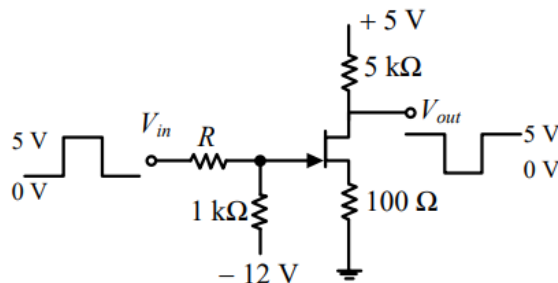 + 5 V
5 kΩ
V_in
V_out
5 V
R
5 V
0 V
0 V
1 kΩ
100 Ω
– 12 V